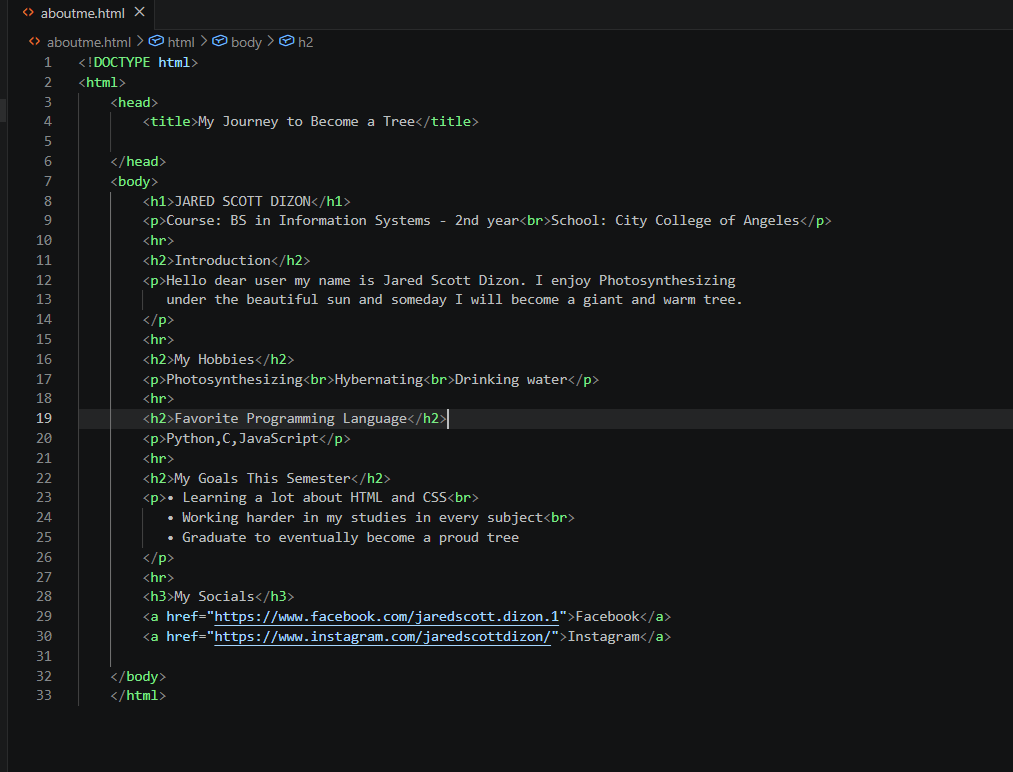 aboutme.html
aboutme.html > html > body > h2
1 <!DOCTYPE html>
2 <html>
3 <head>
4 <title>My Journey to Become a Tree</title>
5
6 </head>
7 <body>
8 <h1>JARED SCOTT DIZON</h1>
9 <p>Course: BS in Information Systems - 2nd year<br>School: City College of Angeles</p>
10 <hr>
11 <h2>Introduction</h2>
12 <p>Hello dear user my name is Jared Scott Dizon. I enjoy Photosynthesizing
13 under the beautiful sun and someday I will become a giant and warm tree.
14 </p>
15 <hr>
16 <h2>My Hobbies</h2>
17 <p>Photosynthesizing<br>Hybernating<br>Drinking water</p>
18 <hr>
19 <h2>Favorite Programming Language</h2>
20 <p>Python,C,JavaScript</p>
21 <hr>
22 <h2>My Goals This Semester</h2>
23 <p>• Learning a lot about HTML and CSS<br>
24 • Working harder in my studies in every subject<br>
25 • Graduate to eventually become a proud tree
26 </p>
27 <hr>
28 <h3>My Socials</h3>
29 <a href="https://www.facebook.com/jaredscott.dizon.1">Facebook</a>
30 <a href="https://www.instagram.com/jaredscottdizon/">Instagram</a>
31
32 </body>
33 </html>